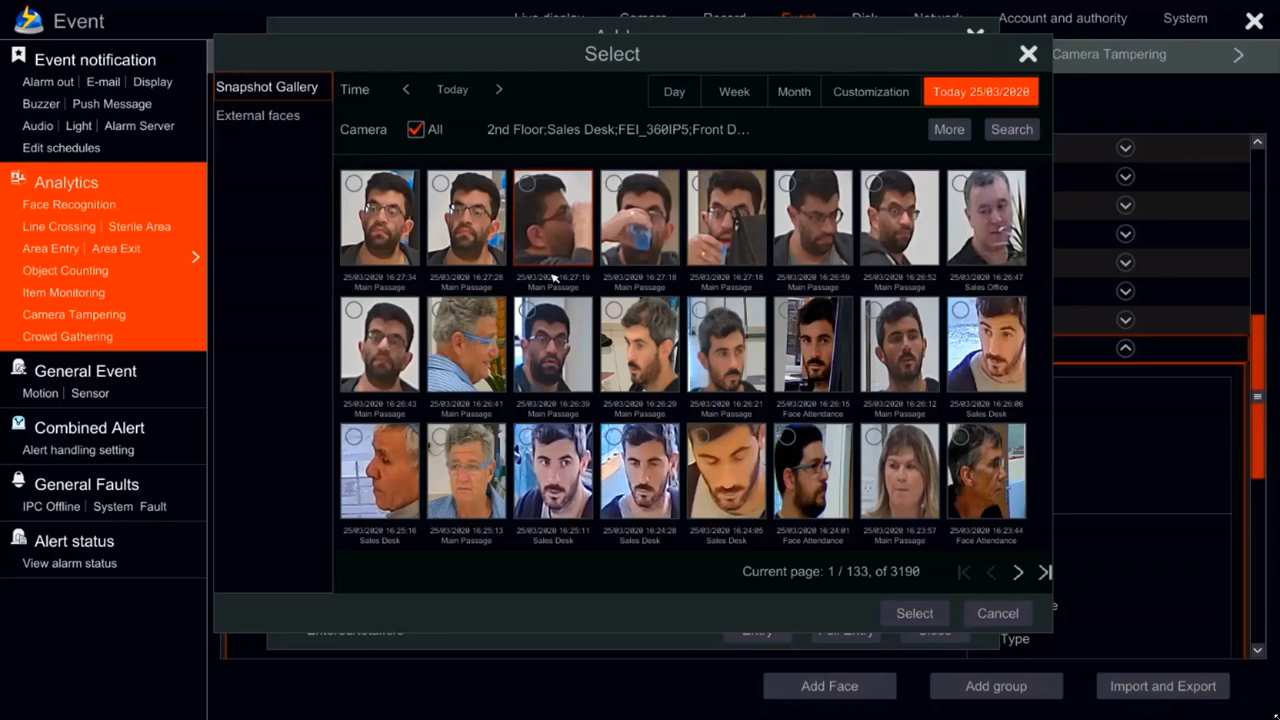 Event
Live display Camera Record Event Disk Network Account and authority System
Event notification
Alarm out | E-mail | Display
Buzzer | Push Message
Audio | Light | Alarm Server
Edit schedules
Analytics
Face Recognition
Line Crossing | Sterile Area
Area Entry | Area Exit
Object Counting
Item Monitoring
Camera Tampering
Crowd Gathering
General Event
Motion | Sensor
Combined Alert
Alert handling setting
General Faults
IPC Offline | System Fault
Alert status
View alarm status
Camera Tampering
Select
Snapshot Gallery
External faces
Time < Today > Day Week Month Customization Today 25/03/2020
Camera All 2nd Floor;Sales Desk;FEI_360IP5;Front D... More Search
25/03/2020 16:27:34 25/03/2020 16:27:28 25/03/2020 16:27:19 25/03/2020 16:27:18 25/03/2020 16:27:18 25/03/2020 16:26:59 25/03/2020 16:26:52 25/03/2020 16:26:47
Main Passage Main Passage Main Passage Main Passage Main Passage Main Passage Main Passage Sales Office
25/03/2020 16:26:43 25/03/2020 16:26:41 25/03/2020 16:26:39 25/03/2020 16:26:29 25/03/2020 16:26:21 25/03/2020 16:26:15 25/03/2020 16:26:12 25/03/2020 16:26:06
Main Passage Main Passage Main Passage Main Passage Main Passage Face Attendance Main Passage Sales Desk
25/03/2020 16:25:16 25/03/2020 16:25:13 25/03/2020 16:25:11 25/03/2020 16:24:28 25/03/2020 16:24:05 25/03/2020 16:24:01 25/03/2020 16:23:57 25/03/2020 16:23:44
Sales Desk Main Passage Sales Desk Sales Desk Sales Desk Face Attendance Main Passage Face Attendance
Current page: 1 / 133, of 3190
Select Cancel
Type
Add Face Add group Import and Export